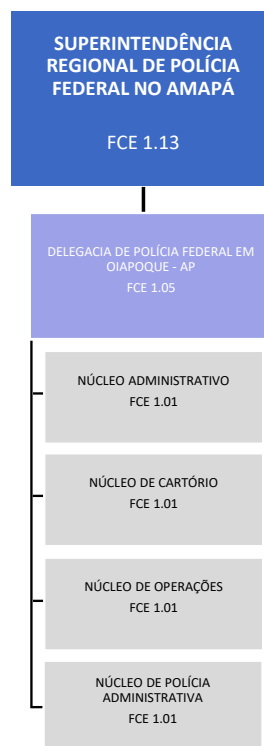 SUPERINTENDÊNCIA
REGIONAL DE POLÍCIA
FEDERAL NO AMAPÁ
FCE 1.13
DELEGACIA DE POLÍCIA FEDERAL EM
OIAPOQUE - AP
FCE 1.05
NÚCLEO ADMINISTRATIVO
FCE 1.01
NÚCLEO DE CARTÓRIO
FCE 1.01
NÚCLEO DE OPERAÇÕES
FCE 1.01
NÚCLEO DE POLÍCIA
ADMINISTRATIVA
FCE 1.01